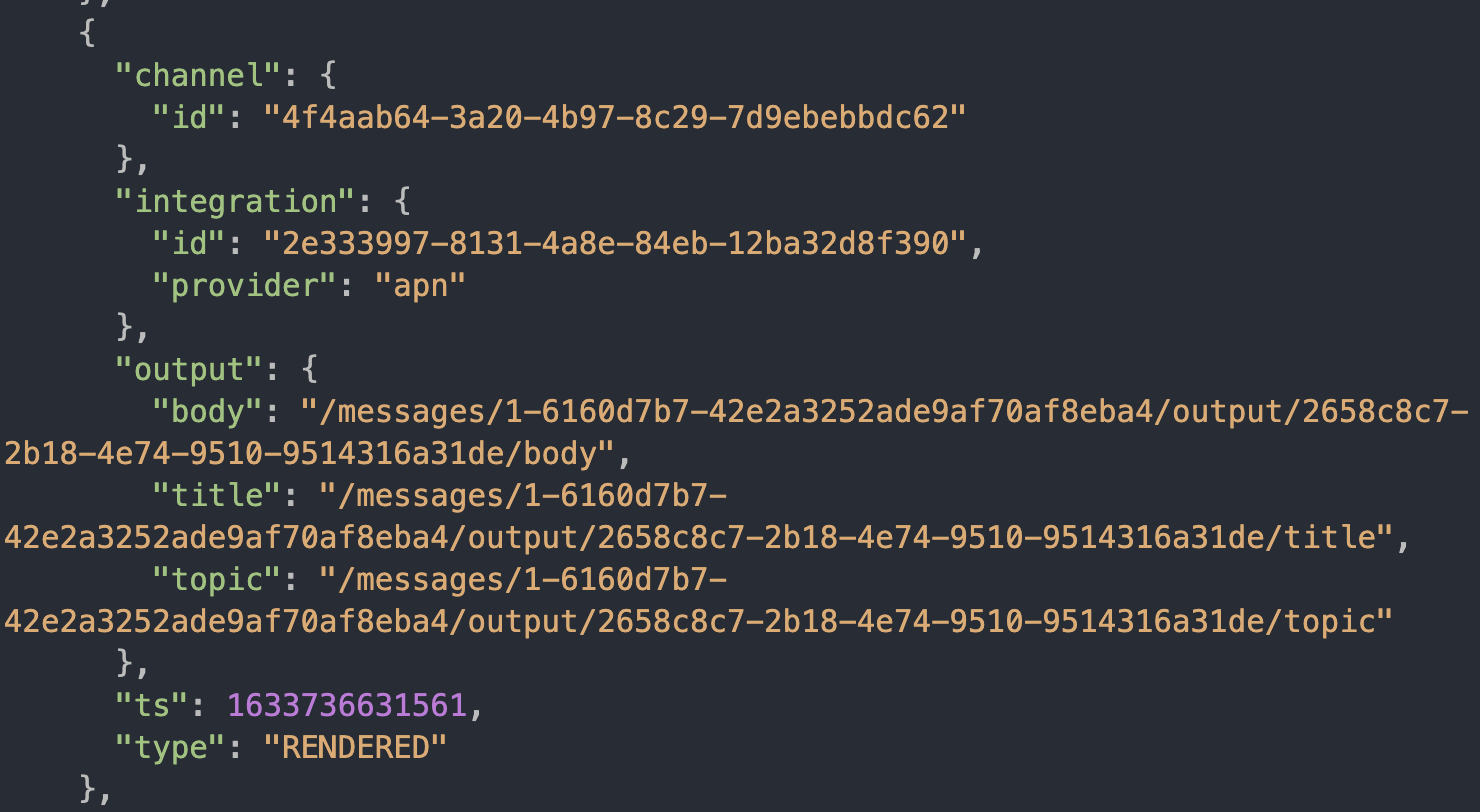 },
{
"channel": {
"id": "4f4aab64-3a20-4b97-8c29-7d9ebebbdc62"
},
"integration": {
"id": "2e333997-8131-4a8e-84eb-12ba32d8f390",
"provider": "apn"
},
"output": {
"body": "/messages/1-6160d7b7-42e2a3252ade9af70af8eba4/output/2658c8c7-
2b18-4e74-9510-9514316a31de/body",
"title": "/messages/1-6160d7b7-
42e2a3252ade9af70af8eba4/output/2658c8c7-2b18-4e74-9510-9514316a31de/title",
"topic": "/messages/1-6160d7b7-
42e2a3252ade9af70af8eba4/output/2658c8c7-2b18-4e74-9510-9514316a31de/topic"
},
"ts": 1633736631561,
"type": "RENDERED"
},